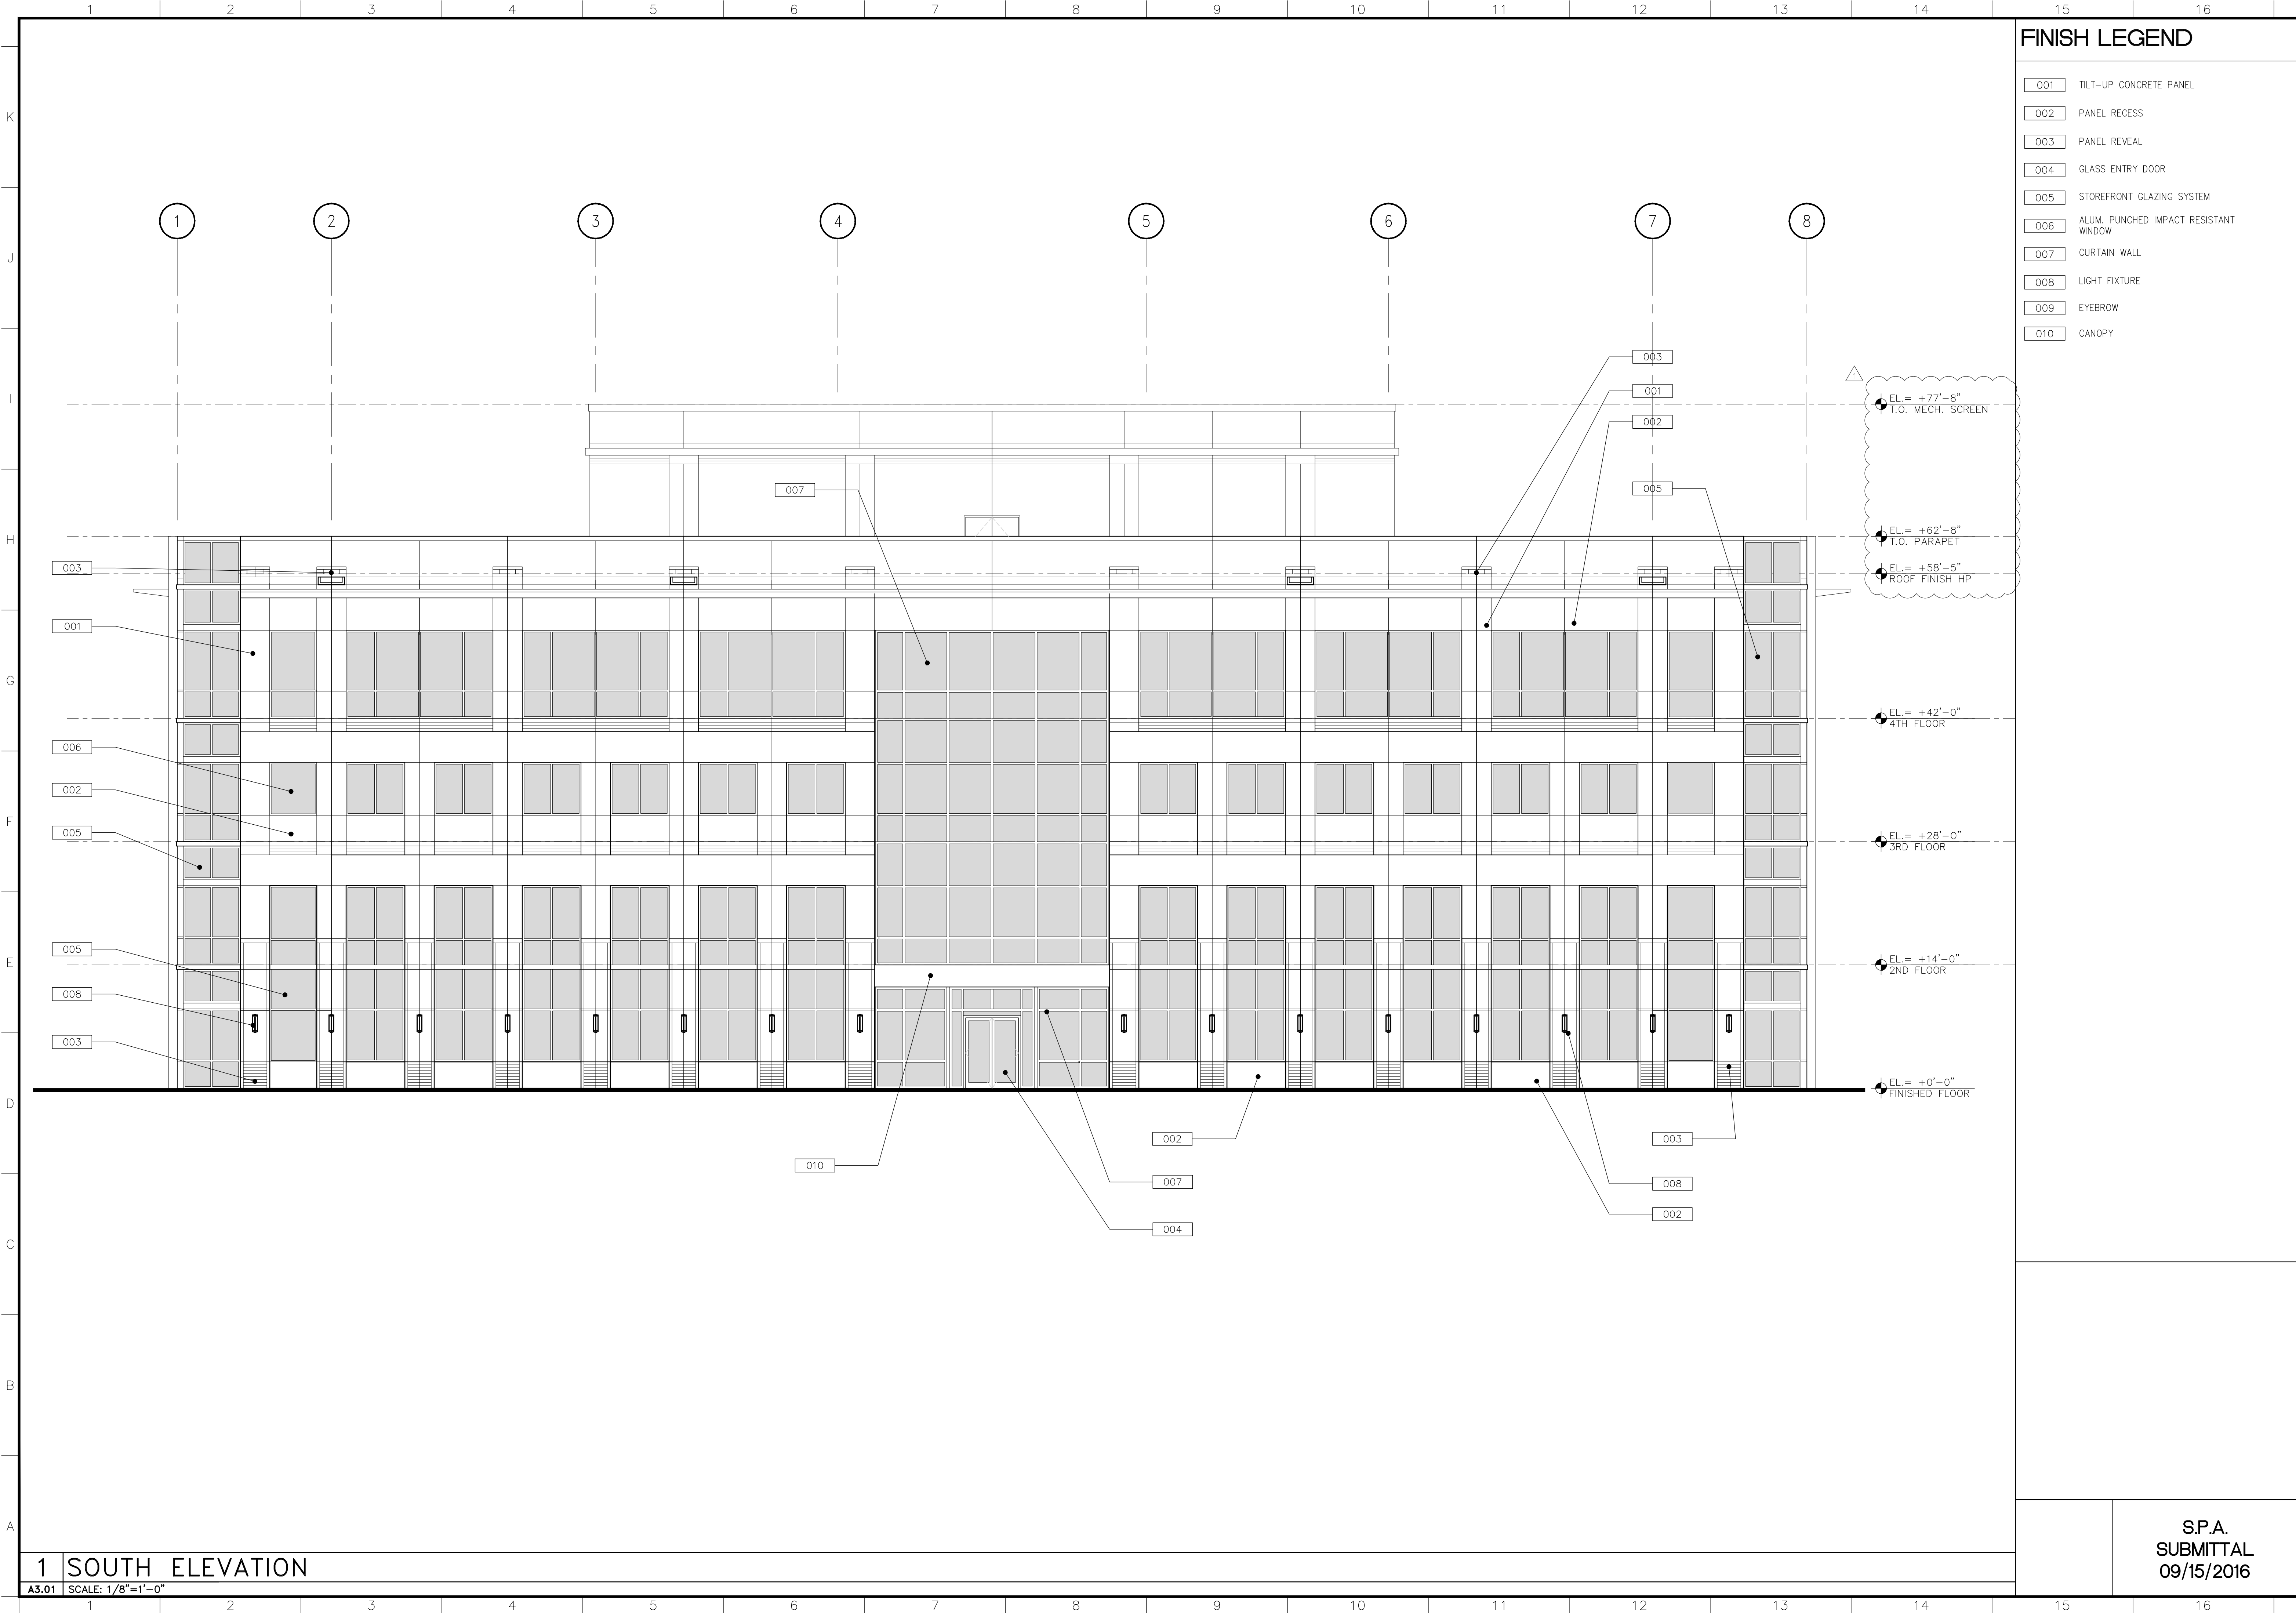 1 2 3 4 5 6 7 8 9 10 11 12 13 14 15 16
K
J
I
H
G
F
E
D
C
B
A
1 2 3 4 5 6 7 8
003
001
002
007
005
003
001
006
002
005
005
008
003
010
002
007
004
003
008
002
1
EL.= +77'-8"
T.O. MECH. SCREEN
EL.= +62'-8"
T.O. PARAPET
EL.= +58'-5"
ROOF FINISH HP
EL.= +42'-0"
4TH FLOOR
EL.= +28'-0"
3RD FLOOR
EL.= +14'-0"
2ND FLOOR
EL.= +0'-0"
FINISHED FLOOR
FINISH LEGEND
001 TILT-UP CONCRETE PANEL
002 PANEL RECESS
003 PANEL REVEAL
004 GLASS ENTRY DOOR
005 STOREFRONT GLAZING SYSTEM
006 ALUM. PUNCHED IMPACT RESISTANT
WINDOW
007 CURTAIN WALL
008 LIGHT FIXTURE
009 EYEBROW
010 CANOPY
1 SOUTH ELEVATION
A3.01 SCALE: 1/8"=1'-0"
S.P.A.
SUBMITTAL
09/15/2016
1 2 3 4 5 6 7 8 9 10 11 12 13 14 15 16